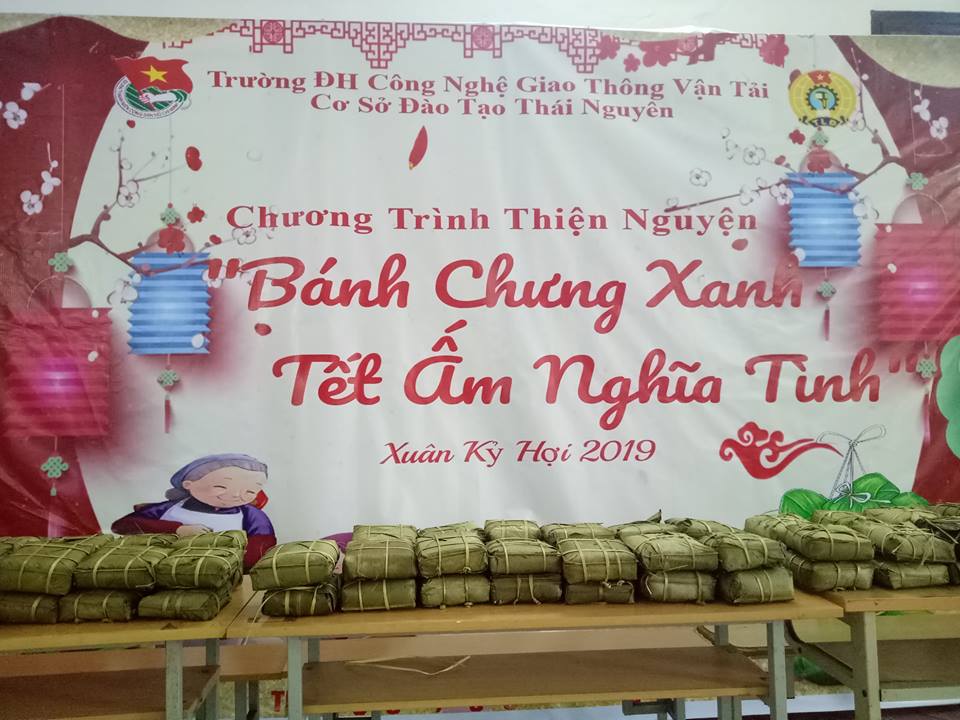 Trường ĐH Công Nghệ Giao Thông Vận Tải
Cơ Sở Đào Tạo Thái Nguyên
TLĐ
Chương Trình Thiện Nguyện
"Bánh Chưng Xanh
Tết Ấm Nghĩa Tình"
Xuân Kỷ Hợi 2019